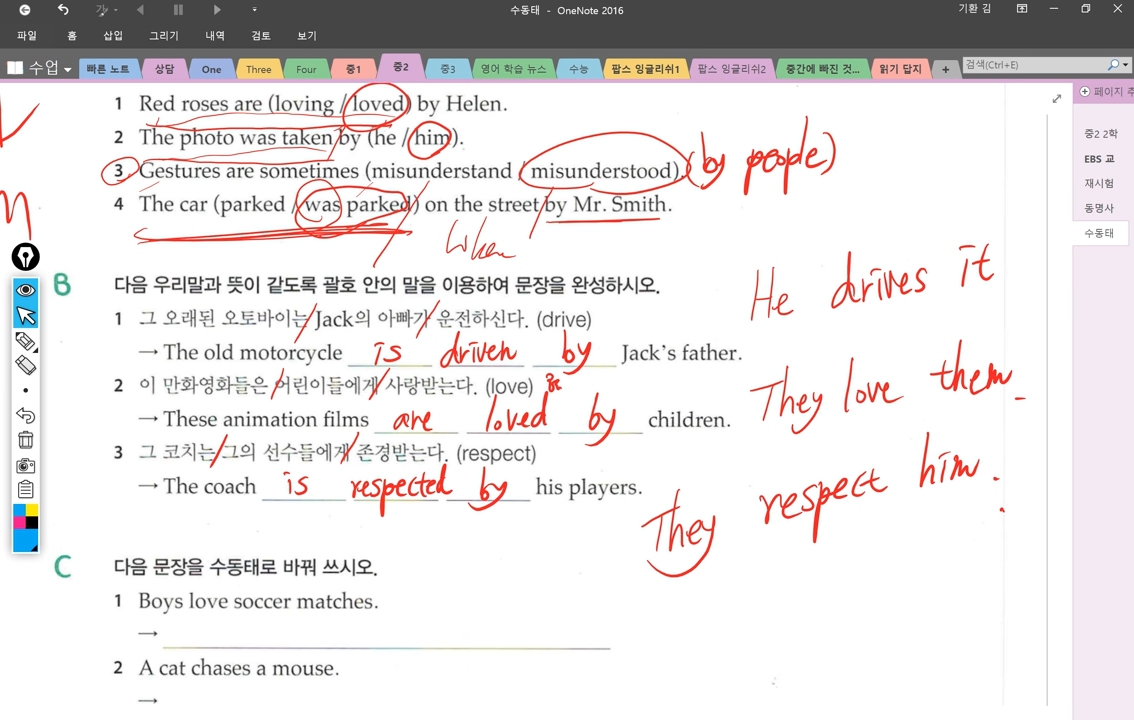 수동태 - OneNote 2016
기환 김
파일 홈 삽입 그리기 내역 검토 보기
수업 빠른 노트 상담 One Three Four 중1 중2 중3 영어 학습 뉴스 수능 팝스 잉글리쉬1 팝스 잉글리쉬2 중간에 빠진 것... 읽기 답지 + 검색(Ctrl+E)
페이지 추
중2 2학
EBS 교
재시험
동명사
수동태
1 Red roses are (loving / loved) by Helen.
2 The photo was taken by (he / him).
3 Gestures are sometimes (misunderstand / misunderstood). (by people)
4 The car (parked / was parked) on the street by Mr. Smith.
B 다음 우리말과 뜻이 같도록 괄호 안의 말을 이용하여 문장을 완성하시오.
He drives it
1 그 오래된 오토바이는 Jack의 아빠가 운전하신다. (drive)
→ The old motorcycle is driven by Jack's father.
2 이 만화영화들은 어린이들에게 사랑받는다. (love)
They love them.
→ These animation films are loved by children.
3 그 코치는 그의 선수들에게 존경받는다. (respect)
→ The coach is respected by his players.
They respect him.
C 다음 문장을 수동태로 바꿔 쓰시오.
1 Boys love soccer matches.
→
2 A cat chases a mouse.
→